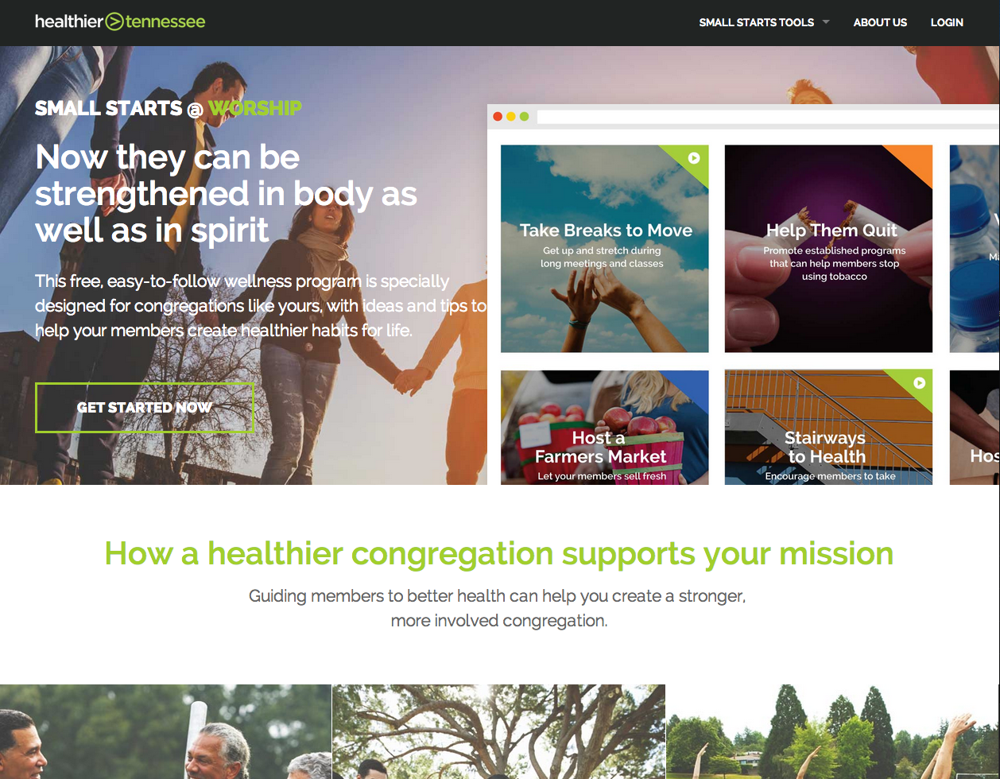 healthier tennessee
SMALL STARTS TOOLS
ABOUT US
LOGIN
SMALL STARTS @ WORSHIP
Now they can be
strengthened in body as
well as in spirit
This free, easy-to-follow wellness program is specially
designed for congregations like yours, with ideas and tips to
help your members create healthier habits for life.
GET STARTED NOW
Take Breaks to Move
Get up and stretch during
long meetings and classes
Help Them Quit
Promote established programs
that can help members stop
using tobacco
Host a
Farmers Market
Let your members sell fresh
Stairways
to Health
Encourage members to take
How a healthier congregation supports your mission
Guiding members to better health can help you create a stronger,
more involved congregation.